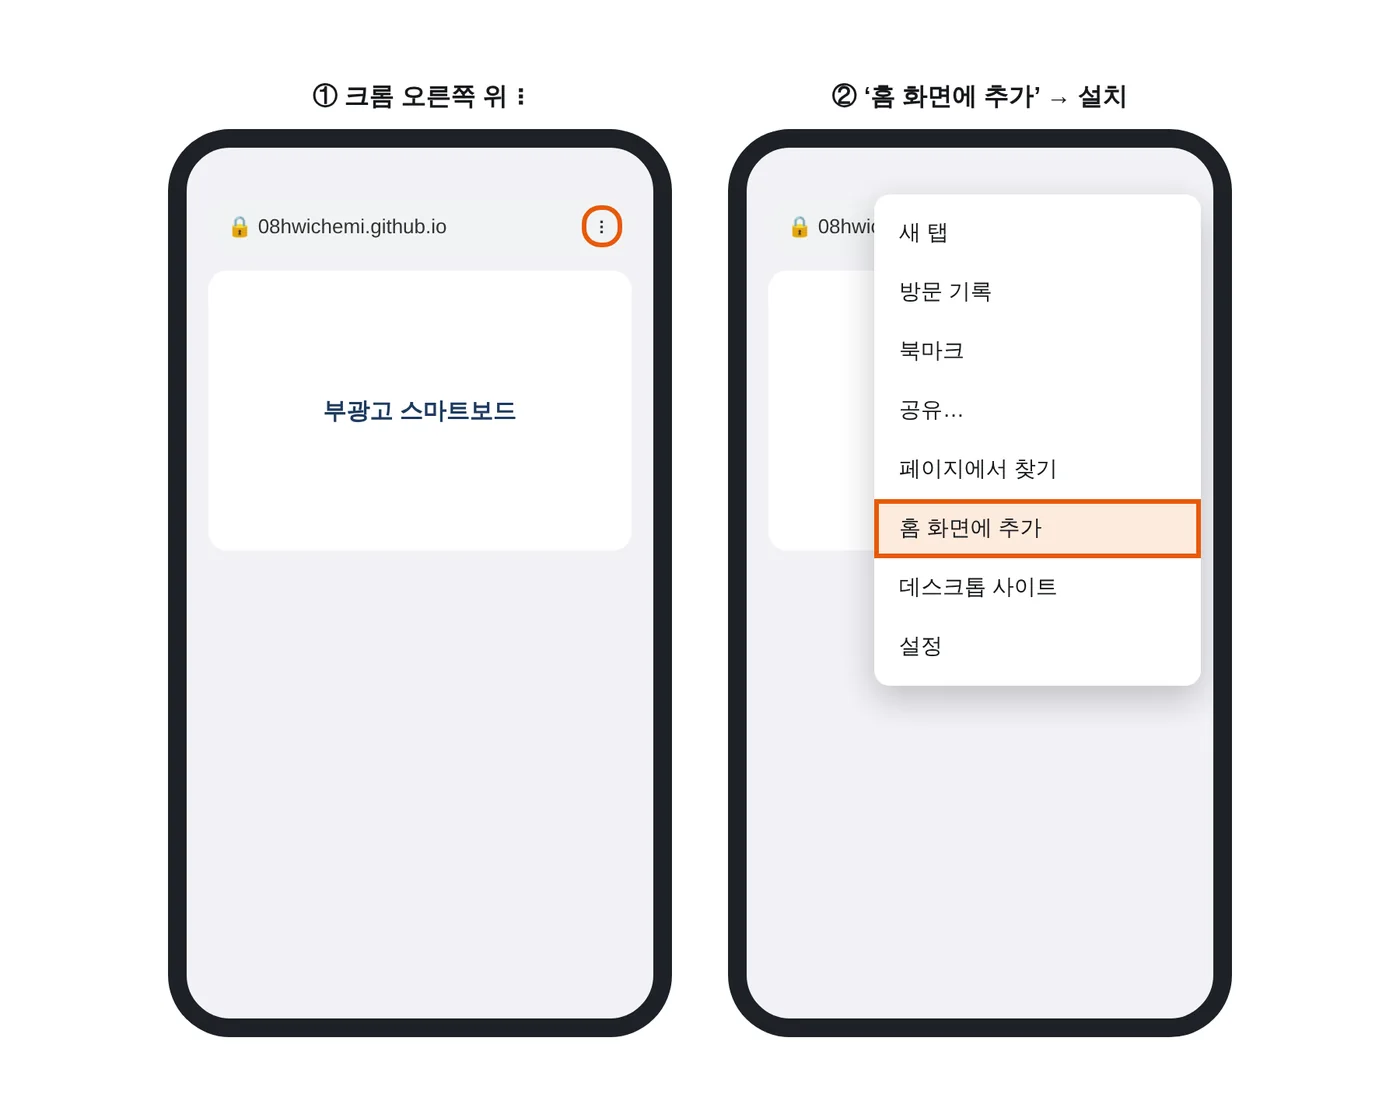 ① 크롬 오른쪽 위 ⋮
🔒 08hwichemi.github.io ⋮
부광고 스마트보드
② ‘홈 화면에 추가’ → 설치
🔒 08hwic
새 탭
방문 기록
북마크
공유…
페이지에서 찾기
홈 화면에 추가
데스크톱 사이트
설정